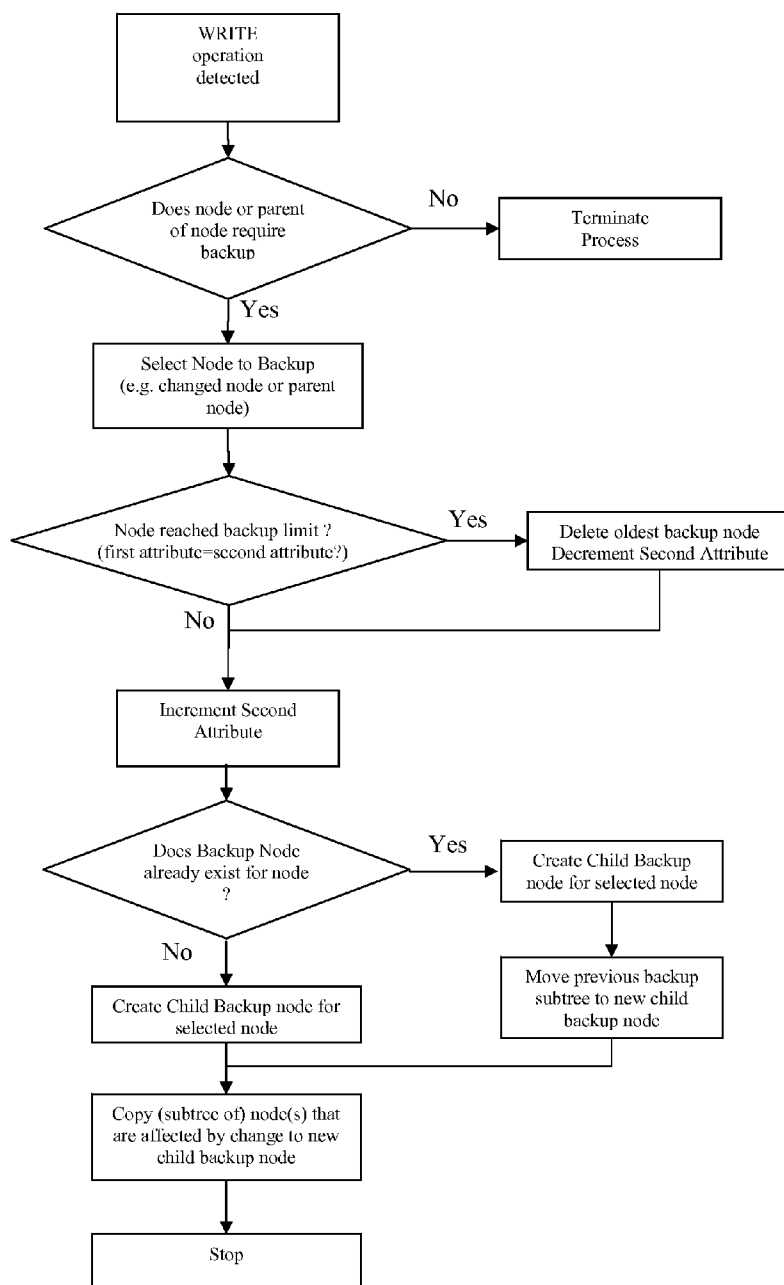 WRITE
operation
detected
Does node or parent
of node require
backup
No
Terminate
Process
Yes
Select Node to Backup
(e.g. changed node or parent
node)
Node reached backup limit ?
(first attribute=second attribute?)
Yes
Delete oldest backup node
Decrement Second Attribute
No
Increment Second
Attribute
Does Backup Node
already exist for node
?
Yes
Create Child Backup
node for selected node
No
Move previous backup
subtree to new child
backup node
Create Child Backup node for
selected node
Copy (subtree of) node(s) that
are affected by change to new
child backup node
Stop